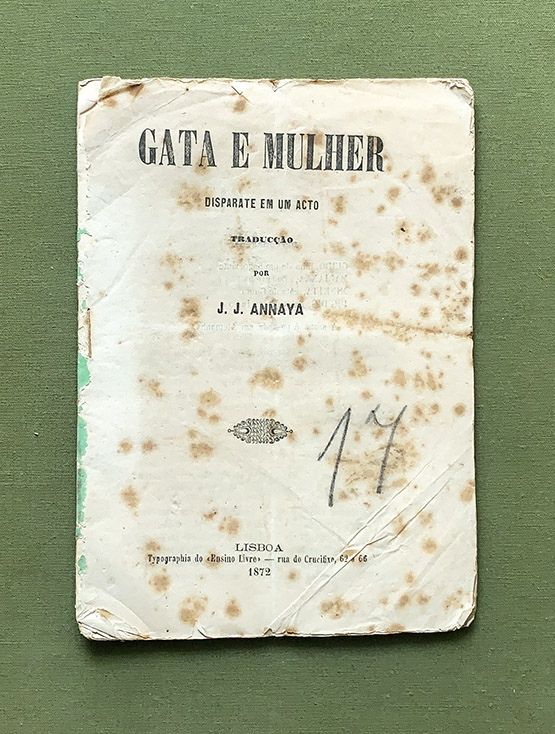 GATA E MULHER
DISPARATE EM UM ACTO
TRADUCÇÃO
POR
J. J. ANNAYA
17
LISBOA
Typographia do «Ensino Livre» — rua do Crucifixo, 62 a 66
1872